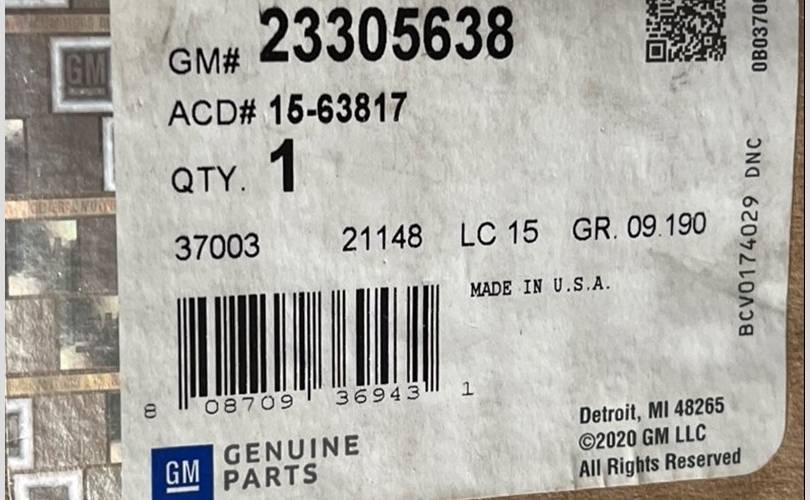 GM# 23305638
ACD# 15-63817
QTY. 1
37003 21148 LC 15 GR. 09.190
MADE IN U.S.A.
8 08709 36943 1
GM GENUINE
PARTS
Detroit, MI 48265
©2020 GM LLC
All Rights Reserved
BCV0174029 DNC
GM